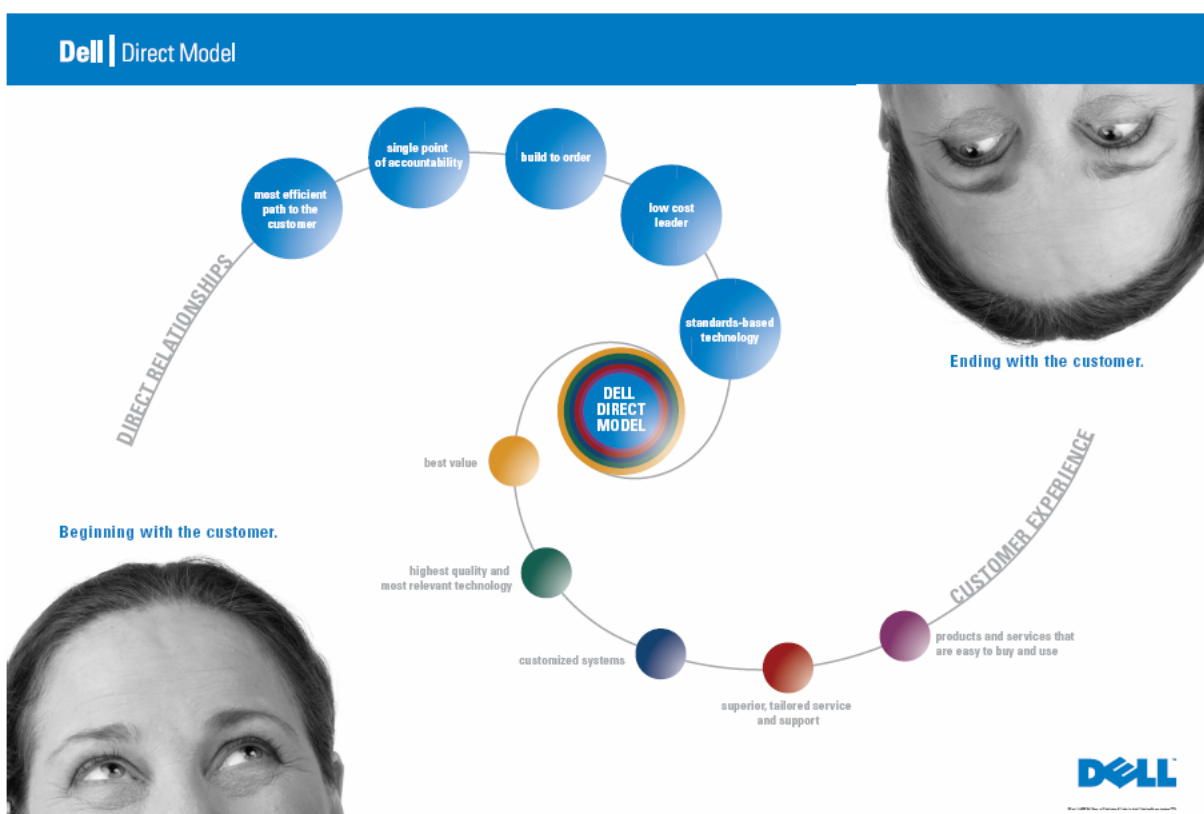 Dell | Direct Model
single point
of accountability
build to order
most efficient
path to the
customer
low cost
leader
standards-based
technology
DIRECT RELATIONSHIPS
Ending with the customer.
DELL
DIRECT
MODEL
best value
CUSTOMER EXPERIENCE
Beginning with the customer.
highest quality and
most relevant technology
products and services that
are easy to buy and use
customized systems
superior, tailored service
and support
DELL™